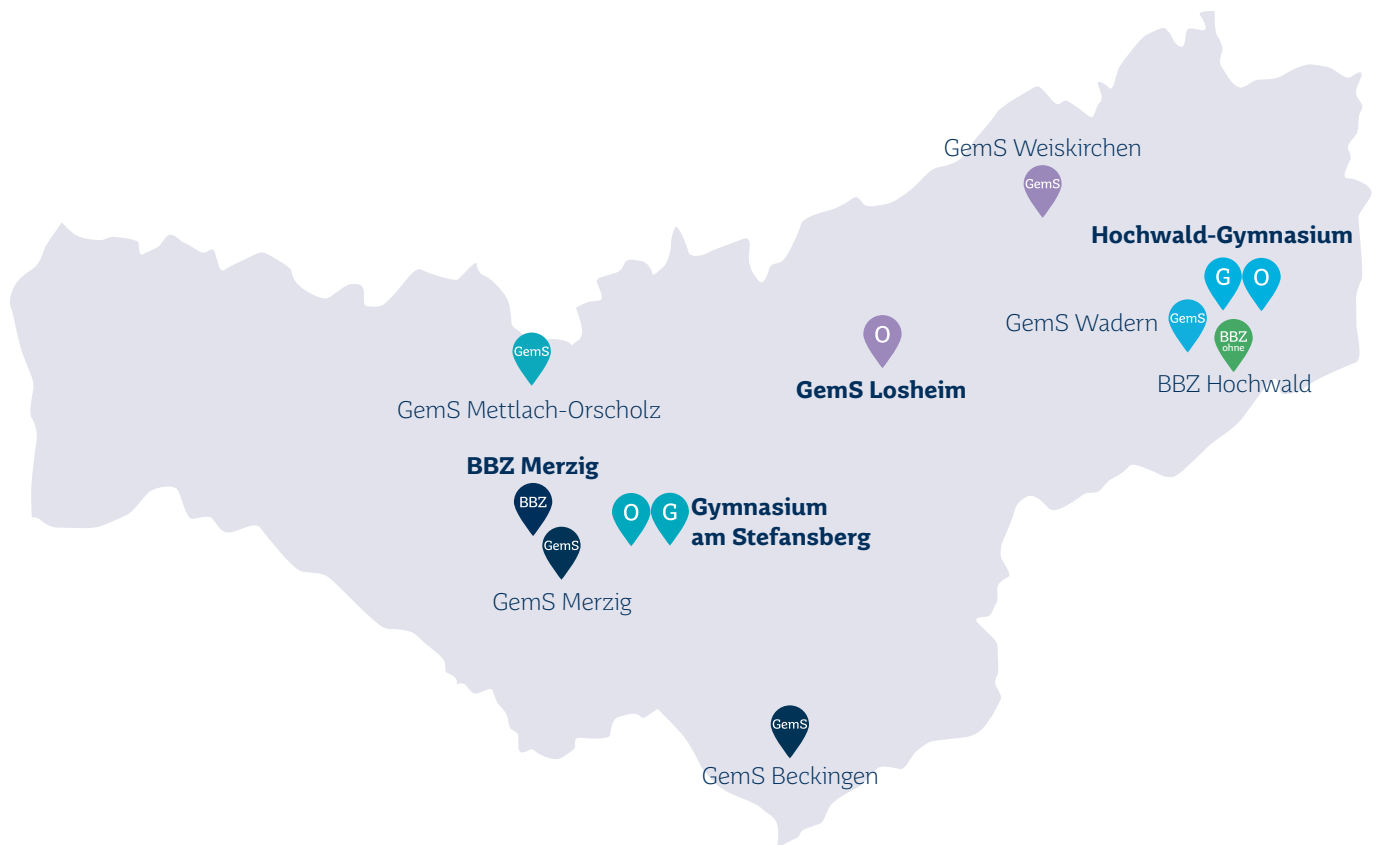 GemS Weiskirchen
GemS
Hochwald-Gymnasium
G O
GemS Wadern
GemS
BBZ
ohne
BBZ Hochwald
O
GemS Losheim
GemS
GemS Mettlach-Orscholz
BBZ Merzig
BBZ
GemS
GemS Merzig
O G
Gymnasium
am Stefansberg
GemS
GemS Beckingen